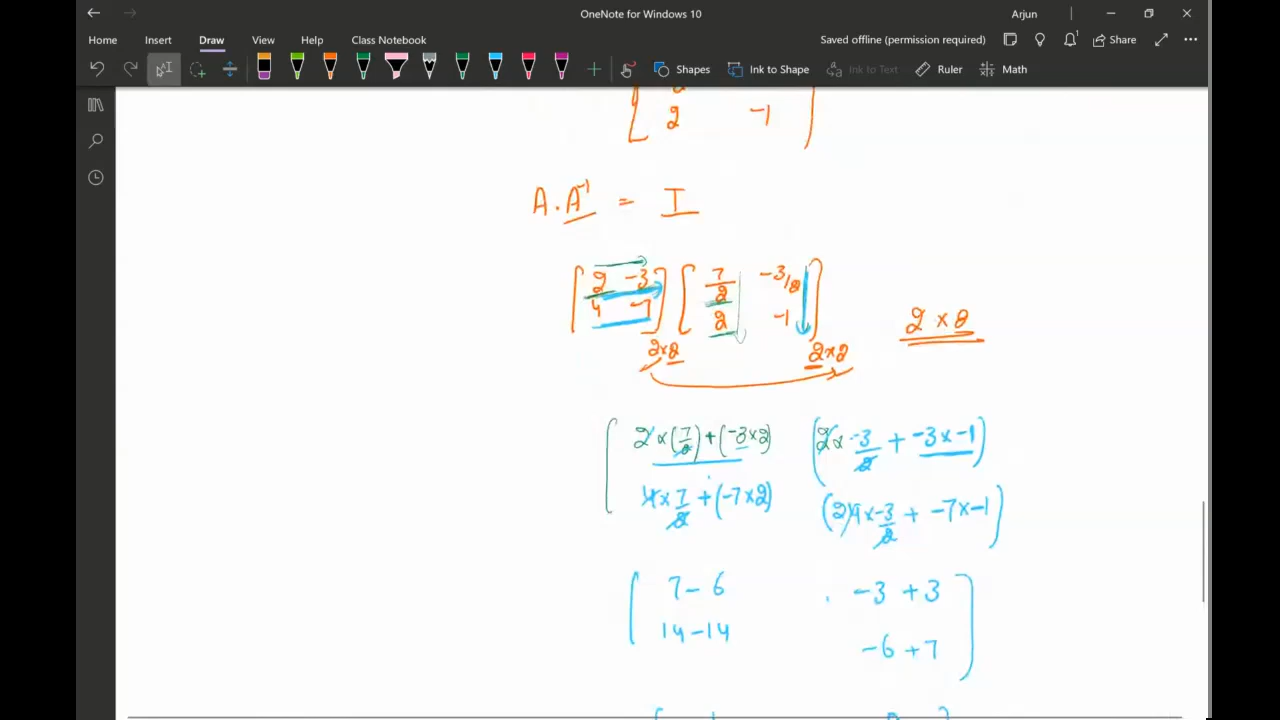 OneNote for Windows 10
Arjun
Home Insert Draw View Help Class Notebook
Saved offline (permission required) Share
Shapes Ink to Shape Ink to Text Ruler Math
2 -1
A.A⁻¹ = I
[2 -3] [7/2 -3/2]
[4 -7] [2 -1]
2×2 2×2
2×2
[2×(7/2)+(-3×2) (2×-3/2 + -3×-1)
4×7/2+(-7×2) (2)4×-3/2 + -7×-1)
[7-6 -3+3]
[14-14 -6+7]